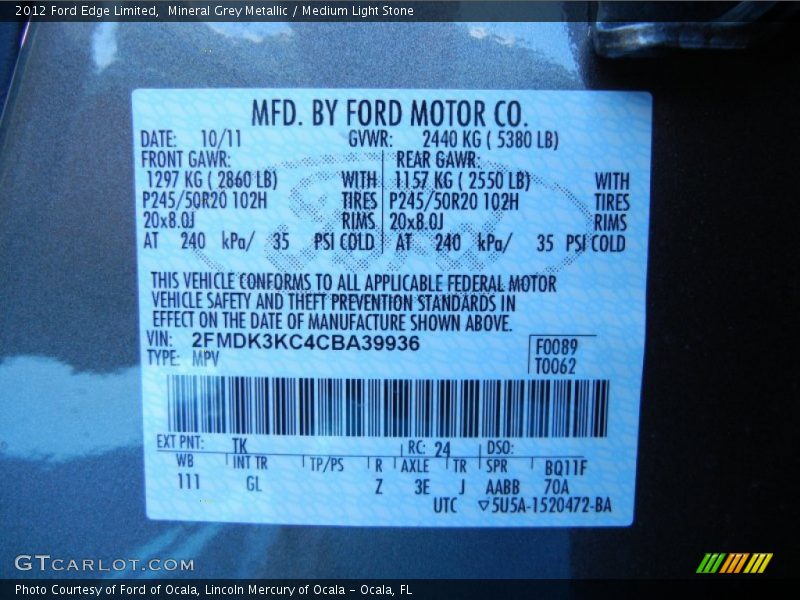 2012 Ford Edge Limited,  Mineral Grey Metallic / Medium Light Stone
MFD. BY FORD MOTOR CO.
DATE: 10/11 GVWR: 2440 KG ( 5380 LB)
FRONT GAWR: REAR GAWR:
1297 KG ( 2860 LB) WITH 1157 KG ( 2550 LB) WITH
P245/50R20 102H TIRES P245/50R20 102H TIRES
20x8.0J RIMS 20x8.0J RIMS
AT 240 kPa/ 35 PSI COLD AT 240 kPa/ 35 PSI COLD
THIS VEHICLE CONFORMS TO ALL APPLICABLE FEDERAL MOTOR
VEHICLE SAFETY AND THEFT PREVENTION STANDARDS IN
EFFECT ON THE DATE OF MANUFACTURE SHOWN ABOVE.
VIN: 2FMDK3KC4CBA39936 F0089
TYPE: MPV T0062
EXT PNT: TK RC: 24 DSO:
WB INT TR TP/PS R AXLE TR SPR BQ11F
111 GL Z 3E J AABB 70A
UTC ▽5U5A-1520472-BA
GTCARLOT.COM
Photo Courtesy of Ford of Ocala, Lincoln Mercury of Ocala – Ocala, FL